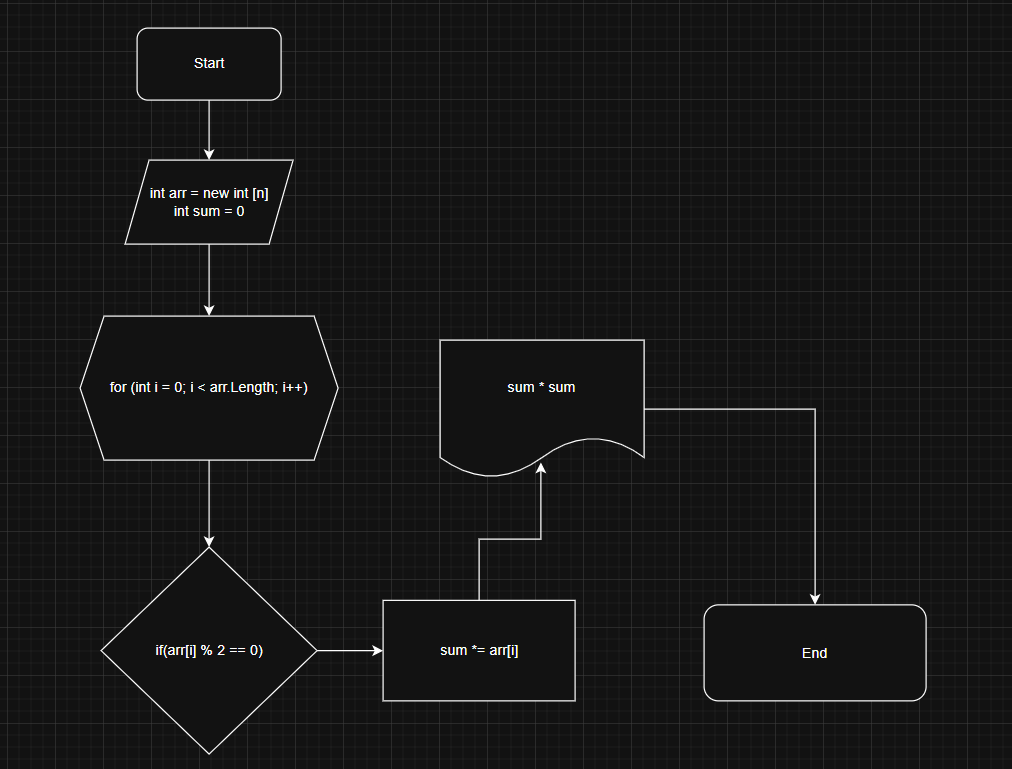 Start
int arr = new int [n]
int sum = 0
for (int i = 0; i < arr.Length; i++)
if(arr[i] % 2 == 0)
sum *= arr[i]
sum * sum
End